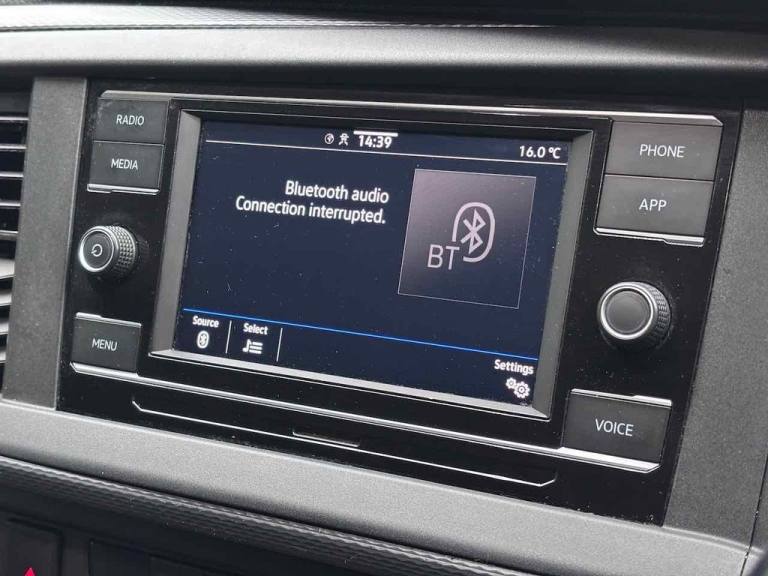 RADIO
MEDIA
MENU
14:39
16.0 °C
Bluetooth audio
Connection interrupted.
BT
Source
Select
Settings
PHONE
APP
VOICE